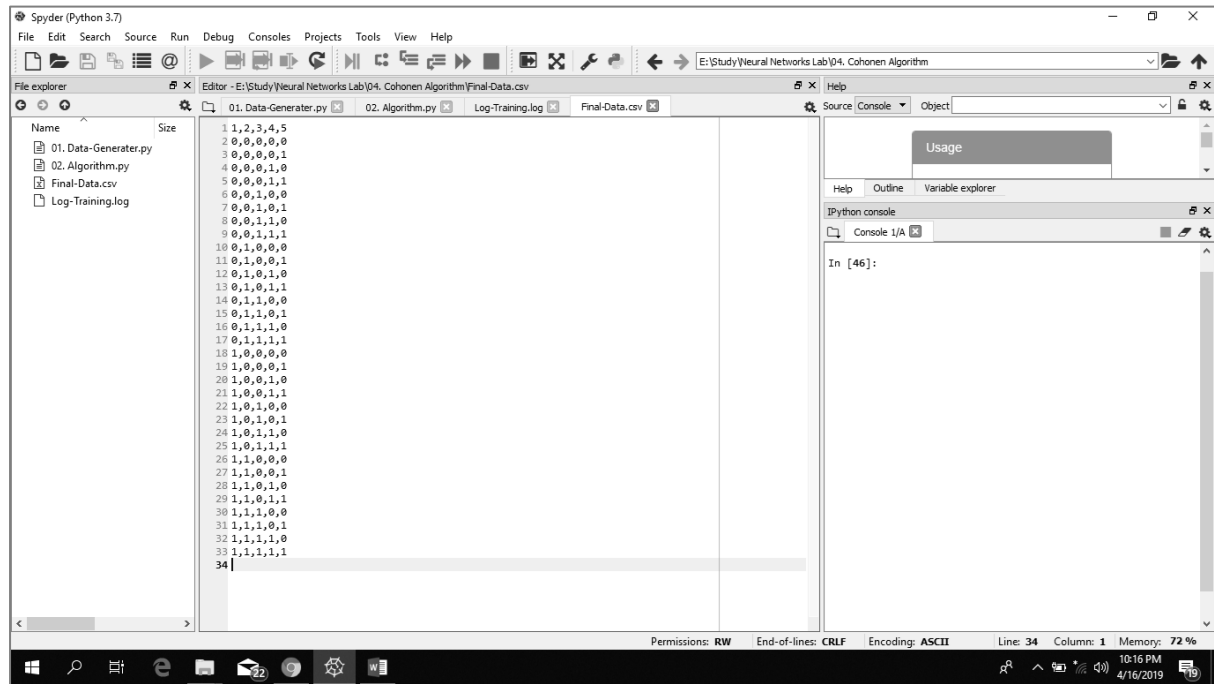 Spyder (Python 3.7)
File Edit Search Source Run Debug Consoles Projects Tools View Help
E:\Study\Neural Networks Lab\04. Cohonen Algorithm
File explorer
Name Size
01. Data-Generater.py
02. Algorithm.py
Final-Data.csv
Log-Training.log
Editor - E:\Study\Neural Networks Lab\04. Cohonen Algorithm\Final-Data.csv
01. Data-Generater.py 02. Algorithm.py Log-Training.log Final-Data.csv
1 1,2,3,4,5
2 0,0,0,0,0
3 0,0,0,0,1
4 0,0,0,1,0
5 0,0,0,1,1
6 0,0,1,0,0
7 0,0,1,0,1
8 0,0,1,1,0
9 0,0,1,1,1
10 0,1,0,0,0
11 0,1,0,0,1
12 0,1,0,1,0
13 0,1,0,1,1
14 0,1,1,0,0
15 0,1,1,0,1
16 0,1,1,1,0
17 0,1,1,1,1
18 1,0,0,0,0
19 1,0,0,0,1
20 1,0,0,1,0
21 1,0,0,1,1
22 1,0,1,0,0
23 1,0,1,0,1
24 1,0,1,1,0
25 1,0,1,1,1
26 1,1,0,0,0
27 1,1,0,0,1
28 1,1,0,1,0
29 1,1,0,1,1
30 1,1,1,0,0
31 1,1,1,0,1
32 1,1,1,1,0
33 1,1,1,1,1
34
Help
Source Console Object
Usage
Help Outline Variable explorer
IPython console
Console 1/A
In [46]:
Permissions: RW End-of-lines: CRLF Encoding: ASCII Line: 34 Column: 1 Memory: 72 %
22
10:16 PM
4/16/2019
19